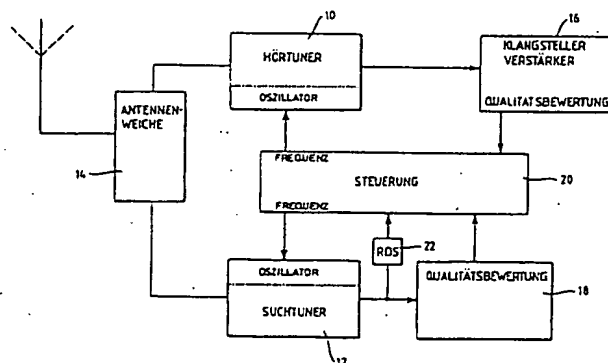 10
HÖRTUNER
OSZILLATOR
16
KLANGSTELLER
VERSTÄRKER
QUALITÄTSBEWERTUNG
ANTENNEN-
WEICHE
14
FREQUENZ
STEUERUNG
FREQUENZ
20
RDS
22
OSZILLATOR
SUCHTUNER
12
QUALITÄTSBEWERTUNG
18